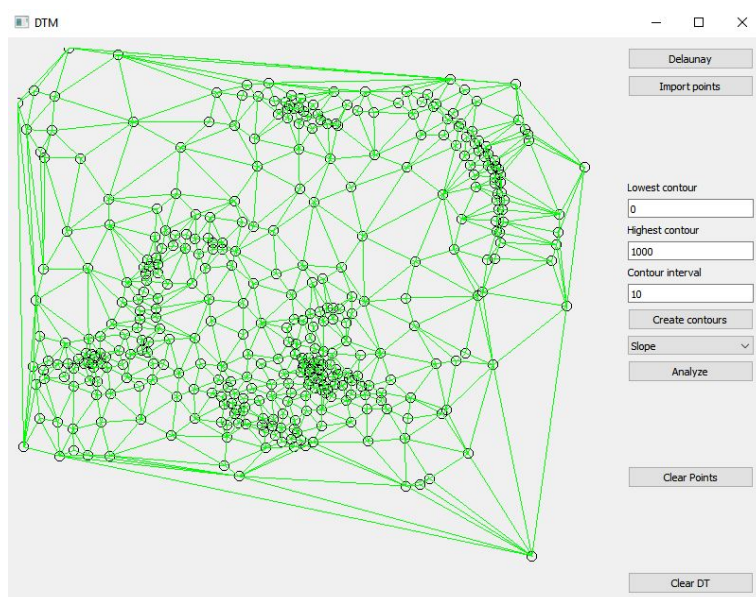 DTM
Delaunay
Import points
Lowest contour
0
Highest contour
1000
Contour interval
10
Create contours
Slope
Analyze
Clear Points
Clear DT